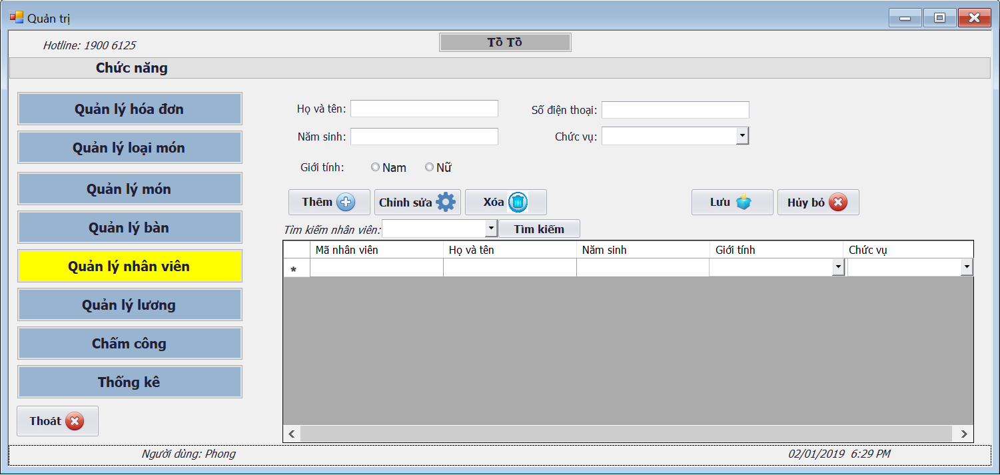 Quản trị
Hotline: 1900 6125
Tồ Tồ
Chức năng
Quản lý hóa đơn
Quản lý loại món
Quản lý món
Quản lý bàn
Quản lý nhân viên
Quản lý lương
Chấm công
Thống kê
Thoát
Họ và tên:
Số điện thoại:
Năm sinh:
Chức vụ:
Giới tính:
Nam
Nữ
Thêm
Chỉnh sửa
Xóa
Lưu
Hủy bỏ
Tìm kiếm nhân viên:
Tìm kiếm
Mã nhân viên Họ và tên Năm sinh Giới tính Chức vụ
*
Người dùng: Phong
02/01/2019 6:29 PM